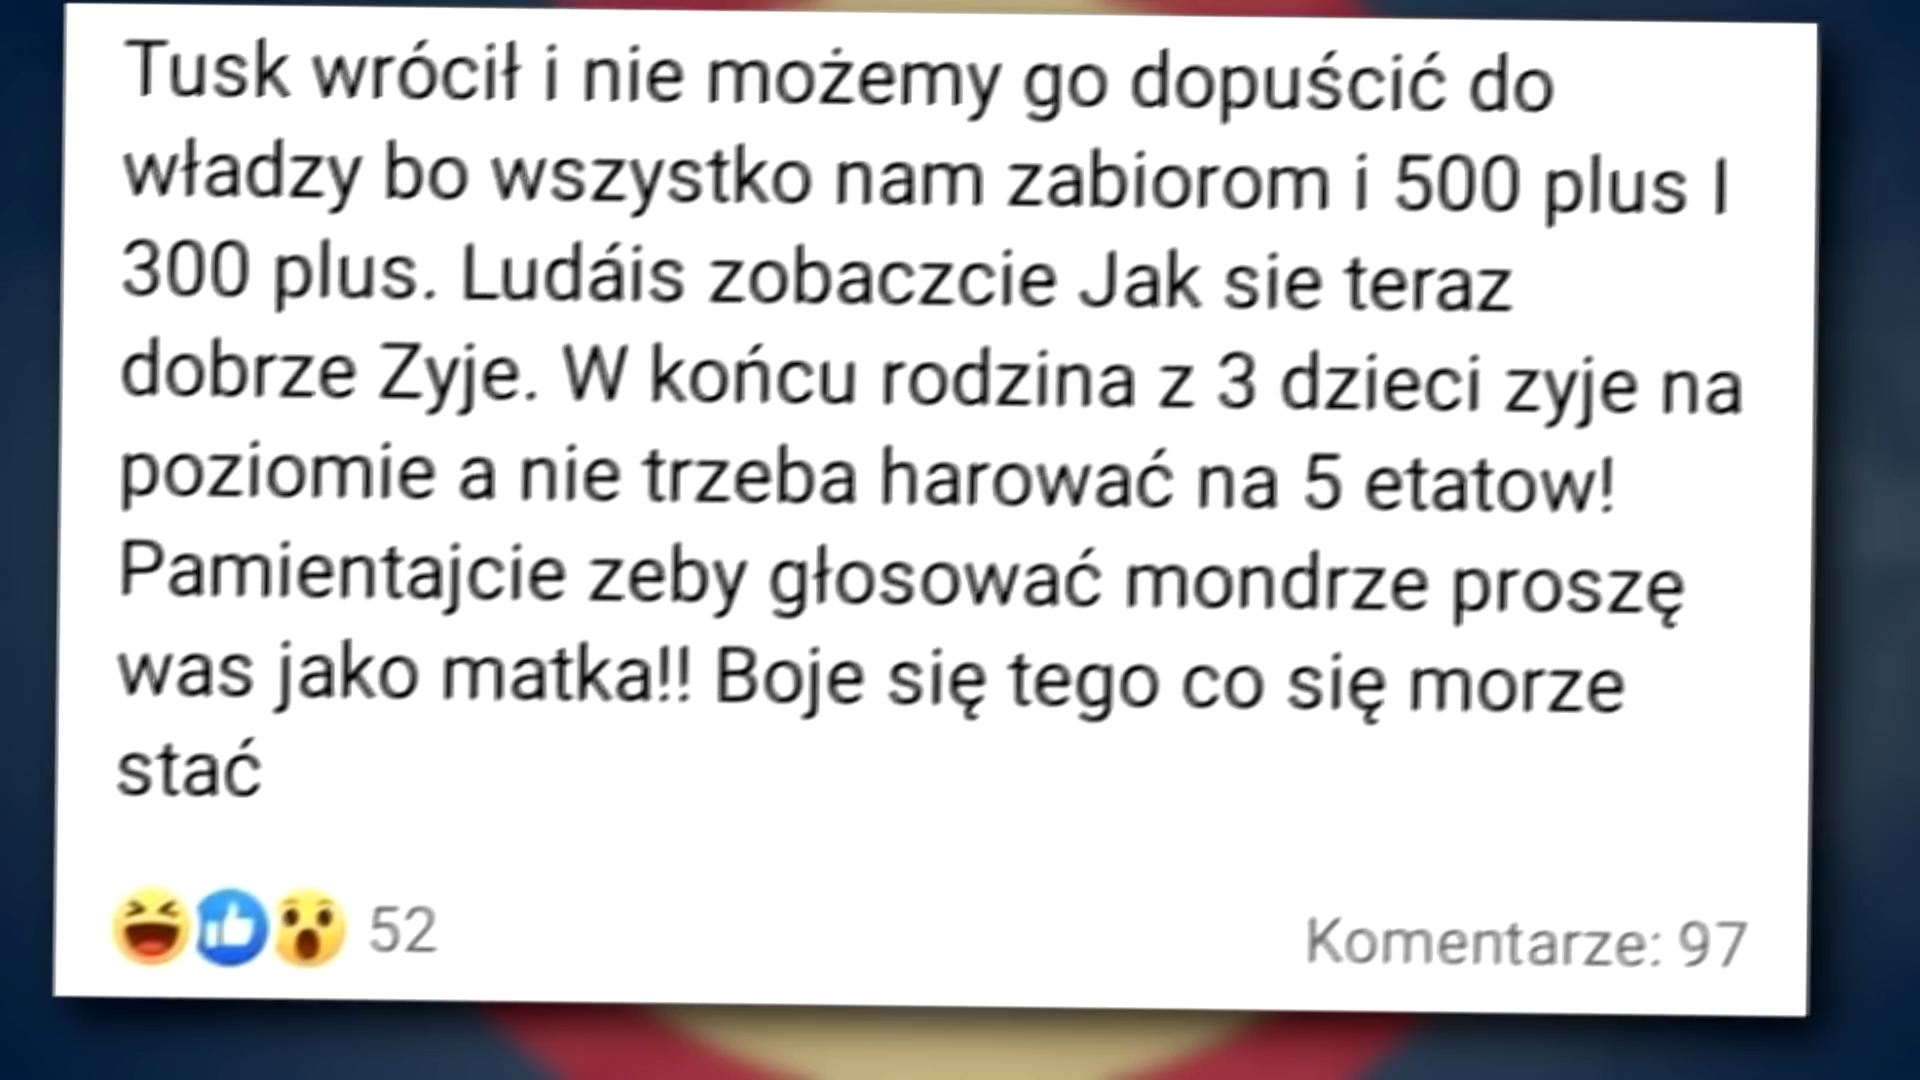 Tusk wrócił i nie możemy go dopuścić do
władzy bo wszystko nam zabiorom i 500 plus I
300 plus. Ludáis zobaczcie Jak sie teraz
dobrze Zyje. W końcu rodzina z 3 dzieci zyje na
poziomie a nie trzeba harować na 5 etatow!
Pamientajcie zeby głosować mondrze proszę
was jako matka!! Boje się tego co się morze
stać
52
Komentarze: 97